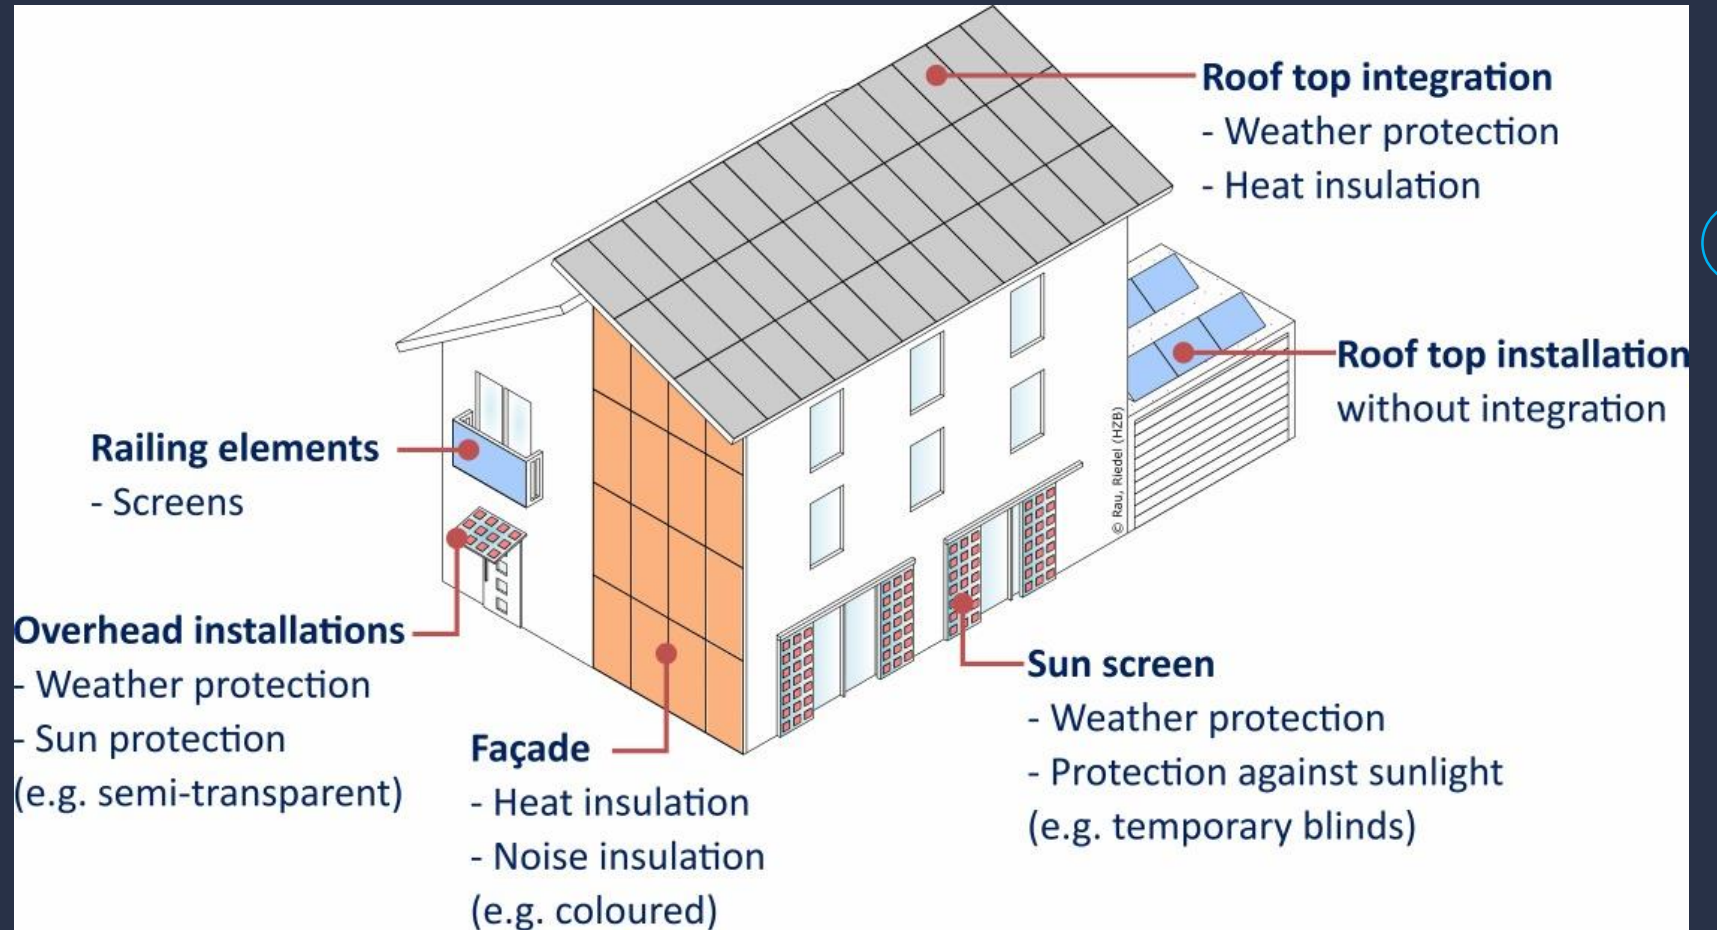 Roof top integration
- Weather protection
- Heat insulation
Roof top installation
without integration
Railing elements
- Screens
Overhead installations
- Weather protection
- Sun protection
(e.g. semi-transparent)
Façade
- Heat insulation
- Noise insulation
(e.g. coloured)
Sun screen
- Weather protection
- Protection against sunlight
(e.g. temporary blinds)
© Rau, Riedel (HZB)